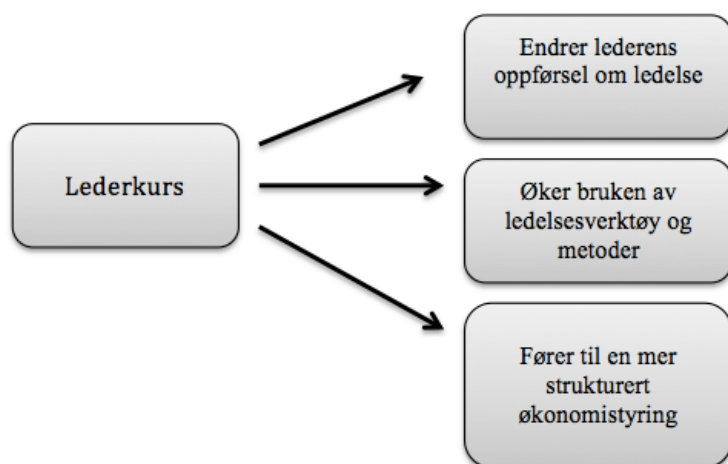 Lederkurs
Endrer lederens
oppførsel om ledelse
Øker bruken av
ledelsesverktøy og
metoder
Fører til en mer
strukturert
økonomistyring